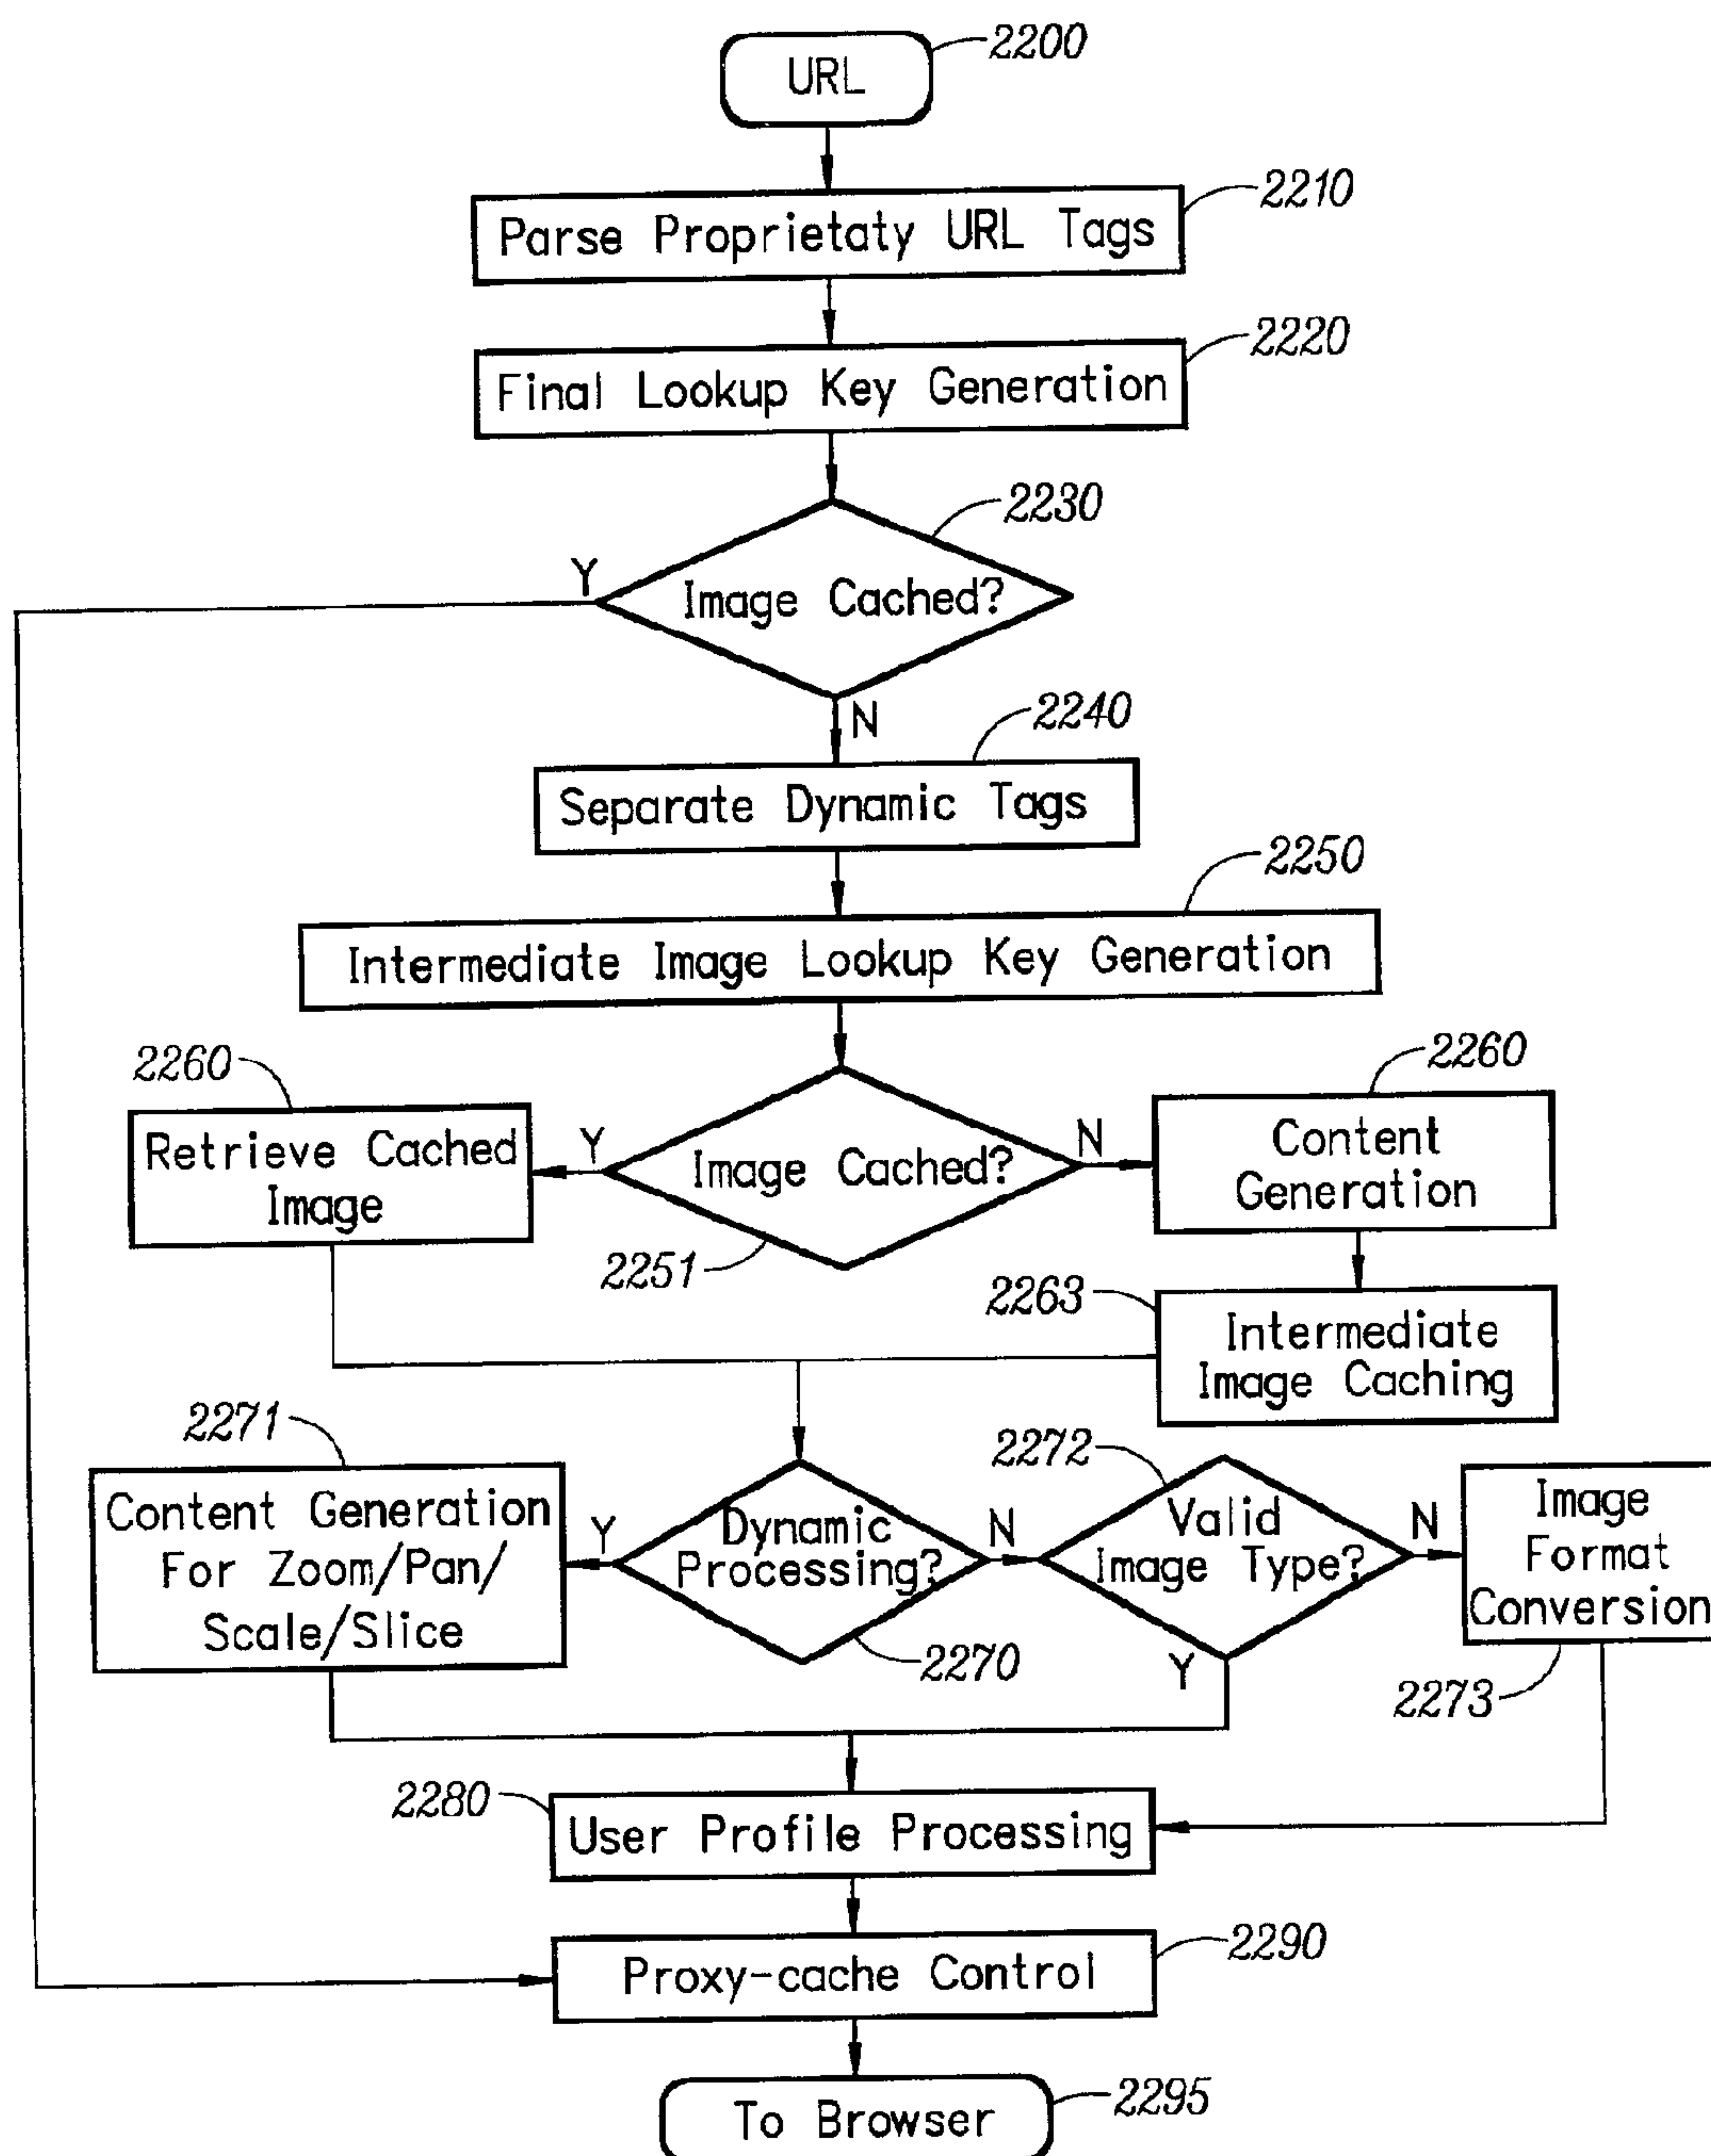 2200
URL
2210
Parse Proprietaty URL Tags
2220
Final Lookup Key Generation
2230
Y
Image Cached?
N
2240
Separate Dynamic Tags
2250
Intermediate Image Lookup Key Generation
2260
2260
Retrieve Cached
Image
Y
Image Cached?
N
Content
Generation
2251
2263
Intermediate
Image Caching
2271
2272
Content Generation
For Zoom/Pan/
Scale/Slice
Y
Dynamic
Processing?
N
Valid
Image Type?
N
Image
Format
Conversion
2270
Y
2273
2280
User Profile Processing
2290
Proxy-cache Control
2295
To Browser